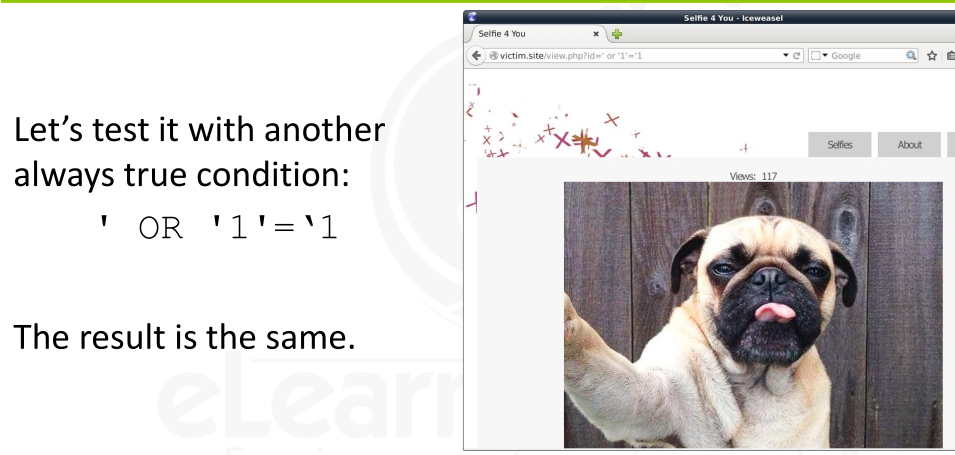 Let’s test it with another
always true condition:
' OR '1'=‘1
The result is the same.
Selfie 4 You - Iceweasel
Selfie 4 You
victim.site/view.php?id=' or '1'='1
Google
Selfies
About
Views: 117
eLearn